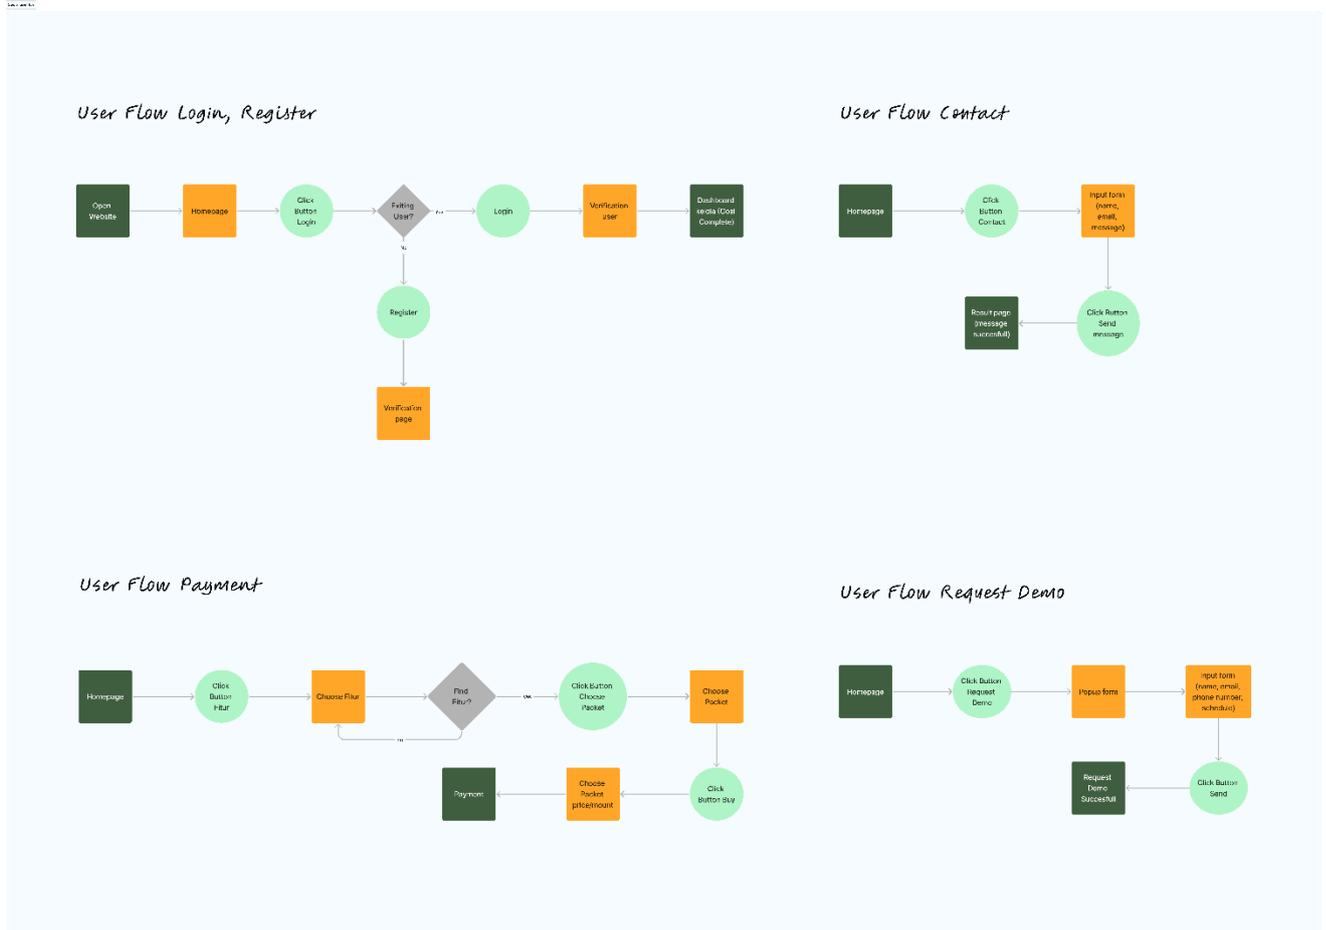 User Flow Login, Register
Open
Website
Homepage
Click
Button
Login
Exiting
User?
Login
Verification
user
Dashboard
Complete)
No
Register
Verification
page
User Flow Contact
Homepage
Click
Button
Contact
Input form
(name,
email,
message)
Click Button
Send
message
Result page
(message
succesfull)
User Flow Payment
Homepage
Click
Button
Fitur
Choose Fitur
Find
Fitur?
Click Button
Choose
Packet
Choose
Packet
Click
Button Buy
Choose
Packet
price/mount
Payment
User Flow Request Demo
Homepage
Click Button
Request
Demo
Popup form
Input form
(name, email,
phone number,
schedule)
Click Button
Send
Request
Demo
Succesfull